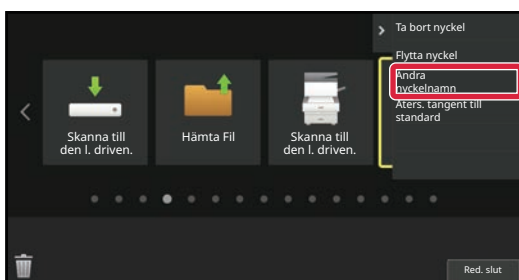 Ta bort nyckel
Flytta nyckel
Ändra
nyckelnamn
Åters. tangent till
standard
Skanna till
den l. driven.
Hämta Fil
Skanna till
den l. driven.
Red. slut